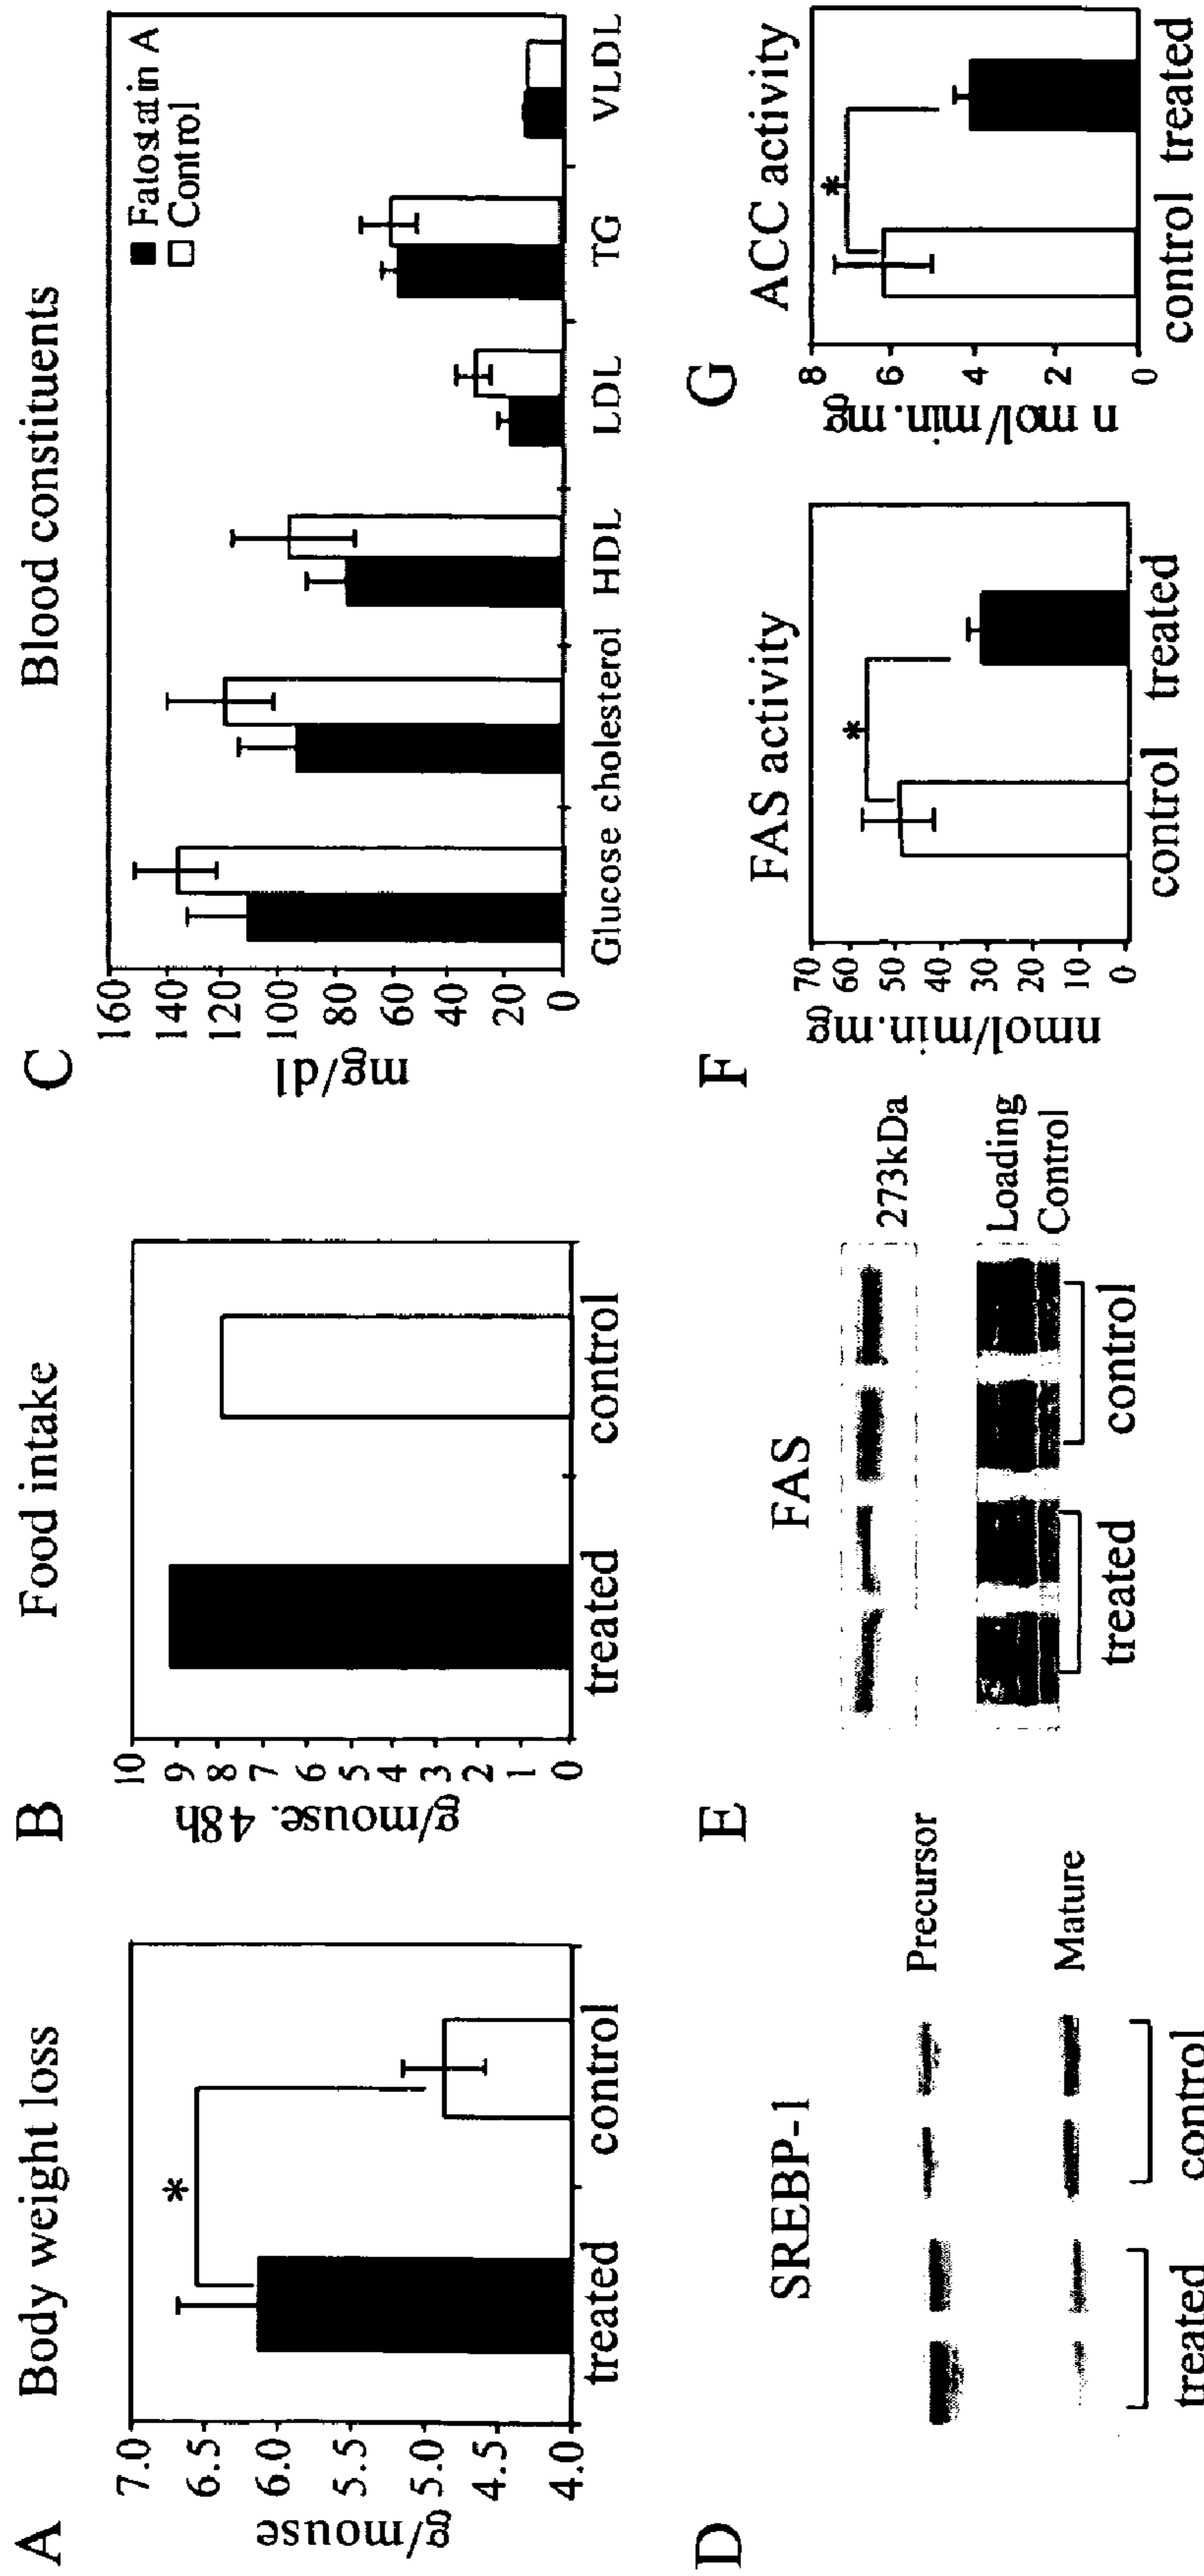 A
Body weight loss
g/mouse
7.0
6.5
6.0
5.5
5.0
4.5
4.0
*
treated
control
B
Food intake
g/mouse. 48h
10
9
8
7
6
5
4
3
2
1
0
treated
control
C
Blood constituents
mg/dl
160
140
120
100
80
60
40
20
0
Fatostatin A
Control
Glucose cholesterol HDL LDL TG VLDL
D
SREBP-1
Precursor
Mature
treated
control
E
FAS
273kDa
Loading
Control
treated
control
F
FAS activity
nmol/min.mg
70
60
50
40
30
20
10
0
*
control
treated
G
ACC activity
n mol/min.mg
8
6
4
2
0
*
control treated